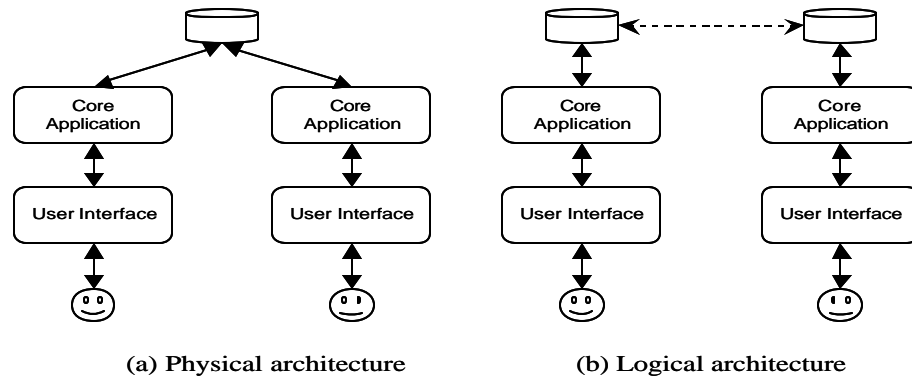 Core
Application
Core
Application
Core
Application
Core
Application
User Interface
User Interface
User Interface
User Interface
(a) Physical architecture
(b) Logical architecture